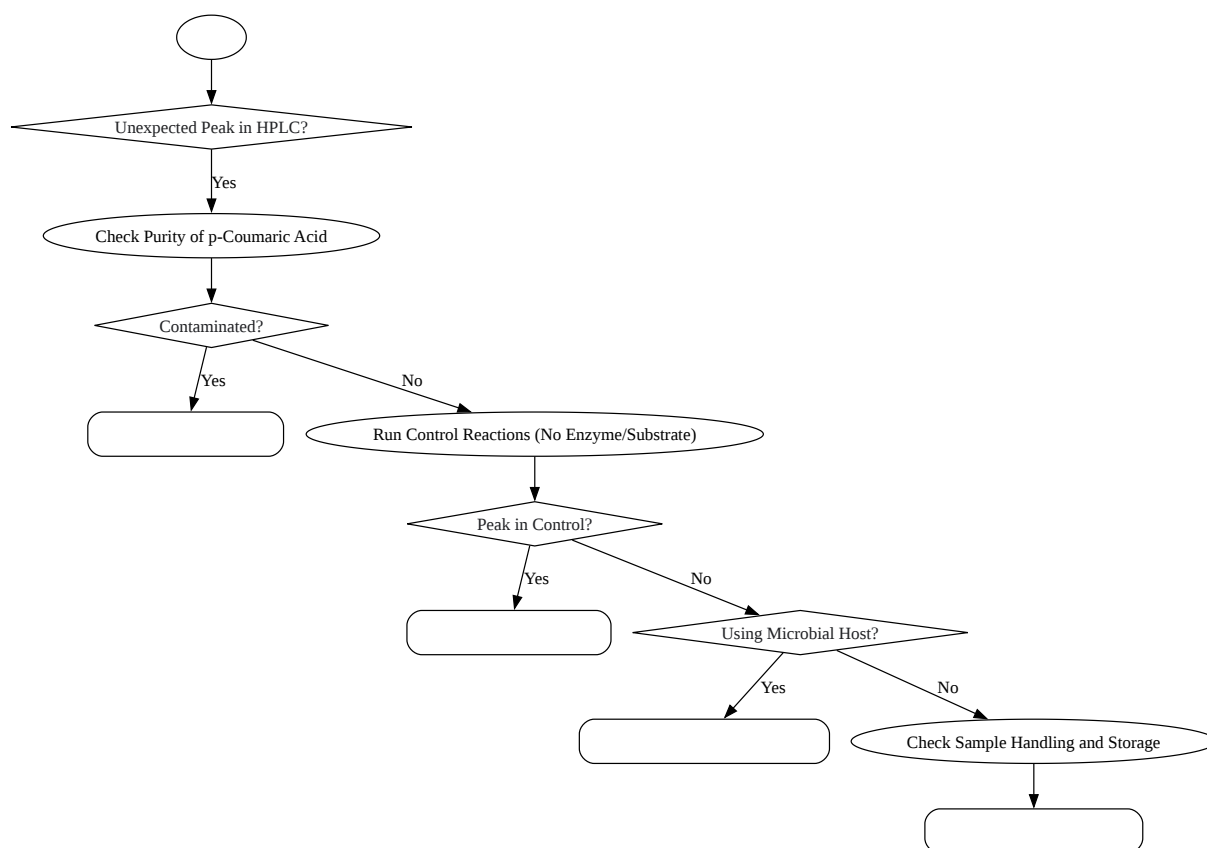 Unexpected Peak in HPLC?
Yes
Check Purity of p-Coumaric Acid
Contaminated?
Yes
No
Run Control Reactions (No Enzyme/Substrate)
Peak in Control?
Yes
No
Using Microbial Host?
Yes
No
Check Sample Handling and Storage